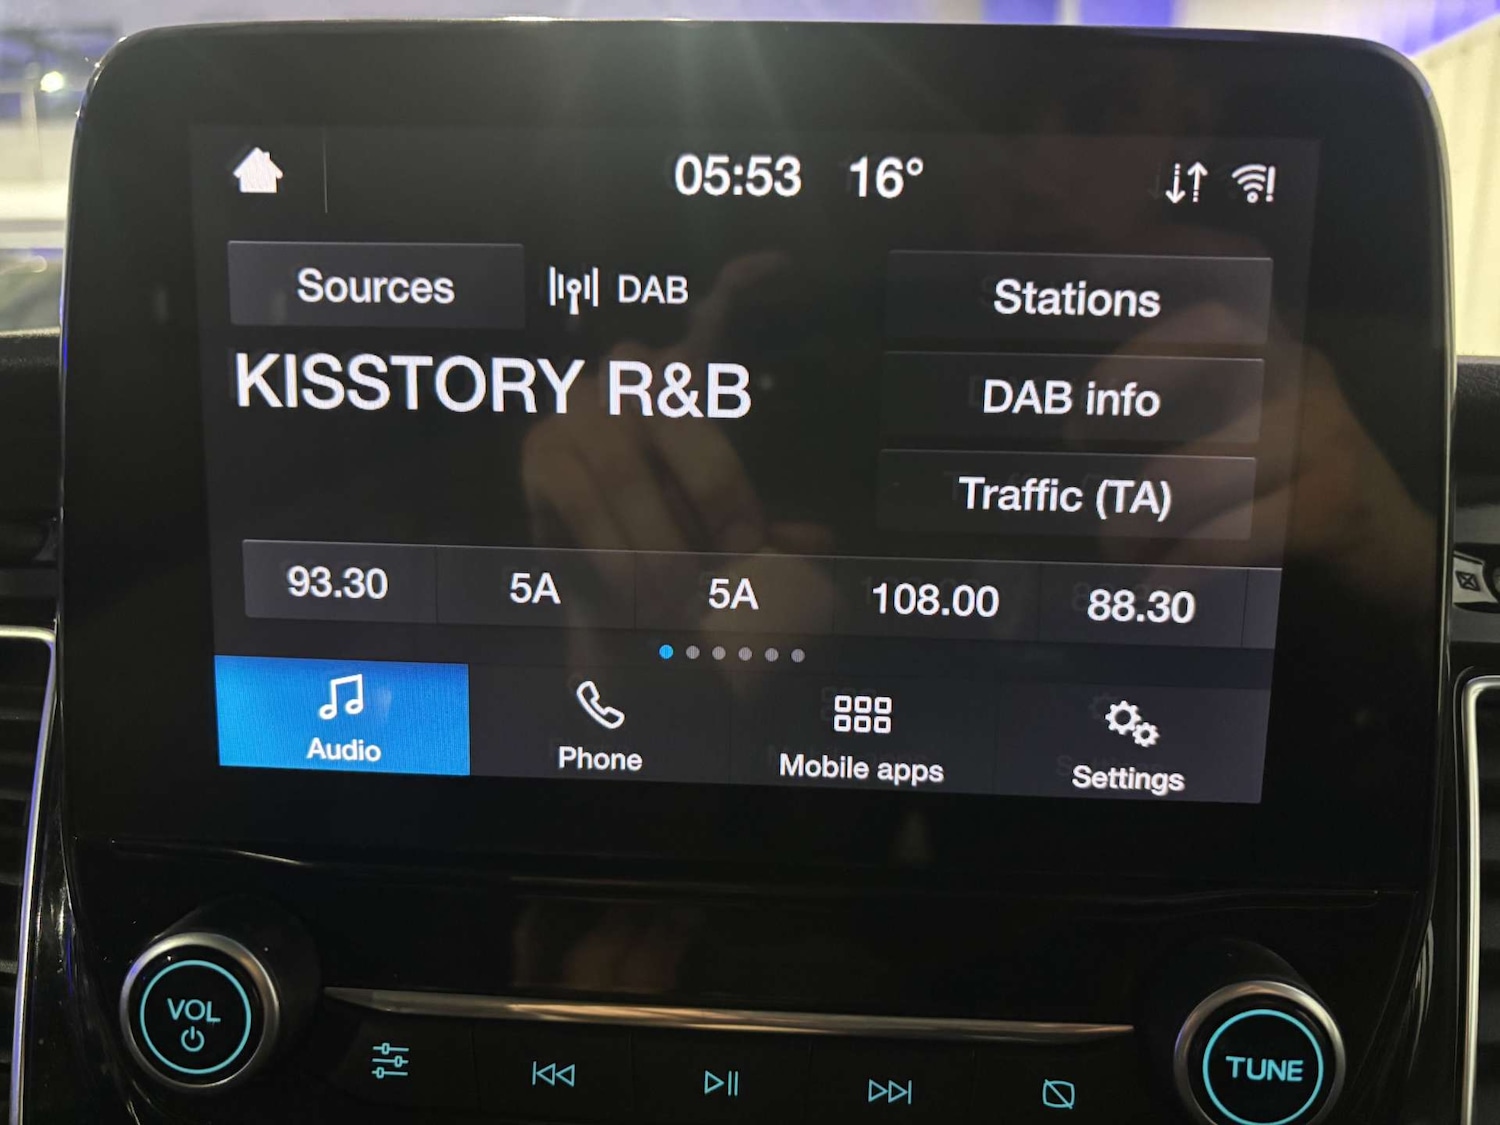 05:53 16°
Sources DAB Stations
KISSTORY R&B DAB info
Traffic (TA)
93.30 5A 5A 108.00 88.30
Audio Phone Mobile apps Settings
VOL
TUNE